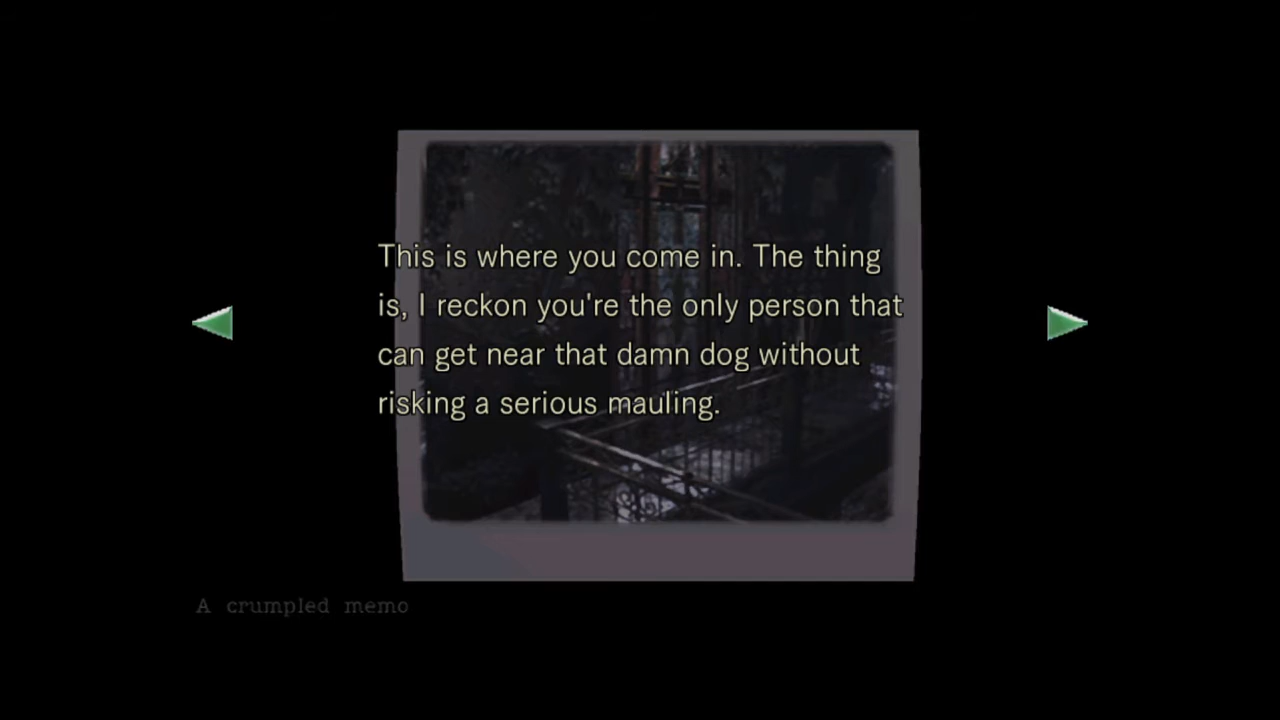 This is where you come in. The thing
is, I reckon you're the only person that
can get near that damn dog without
risking a serious mauling.
A crumpled memo